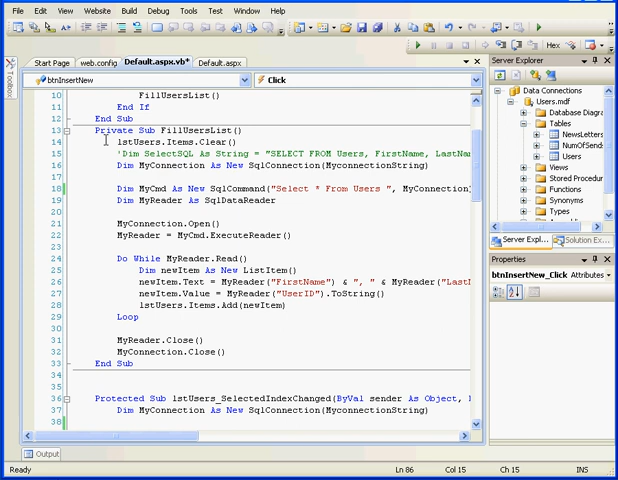 File Edit View Website Build Debug Data Tools Test Window Help
Hex
Toolbox
Start Page web.config Default.aspx.vb* Default.aspx
btnInsertNew Click
10 FillUsersList()
11 End If
12 End Sub
13 Private Sub FillUsersList()
14 lstUsers.Items.Clear()
15 'Dim SelectSQL As String = "SELECT FROM Users, FirstName, LastNam
16 Dim MyConnection As New SqlConnection(MyconnectionString)
17
18 Dim MyCmd As New SqlCommand("Select * From Users ", MyConnection)
19 Dim MyReader As SqlDataReader
20
21 MyConnection.Open()
22 MyReader = MyCmd.ExecuteReader()
23
24 Do While MyReader.Read()
25 Dim newItem As New ListItem()
26 newItem.Text = MyReader("FirstName") & ", " & MyReader("Last
27 newItem.Value = MyReader("UserID").ToString()
28 lstUsers.Items.Add(newItem)
29 Loop
30
31 MyReader.Close()
32 MyConnection.Close()
33 End Sub
34
35
36 Protected Sub lstUsers_SelectedIndexChanged(ByVal sender As Object,
37 Dim MyConnection As New SqlConnection(MyconnectionString)
38
Server Explorer
Data Connections
Users.mdf
Database Diagra
Tables
NewsLetters
NumOfSend
Users
Views
Stored Procedur
Functions
Synonyms
Types
Server Expl... Solution Ex...
Properties
btnInsertNew_Click Attributes
Output
Ready Ln 86 Col 15 Ch 15 INS